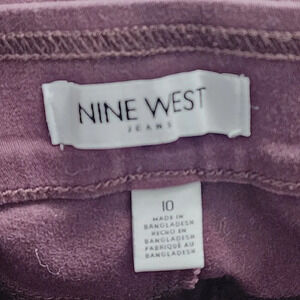 NINE WEST
JEANS
10
MADE IN
BANGLADESH
HECHO EN
BANGLADESH
FABRIQUÉ AU
BANGLADESH